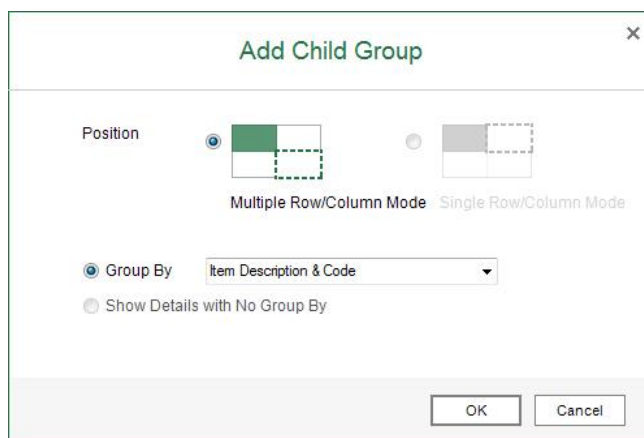 Add Child Group
Position
Multiple Row/Column Mode Single Row/Column Mode
Group By Item Description & Code
Show Details with No Group By
OK Cancel